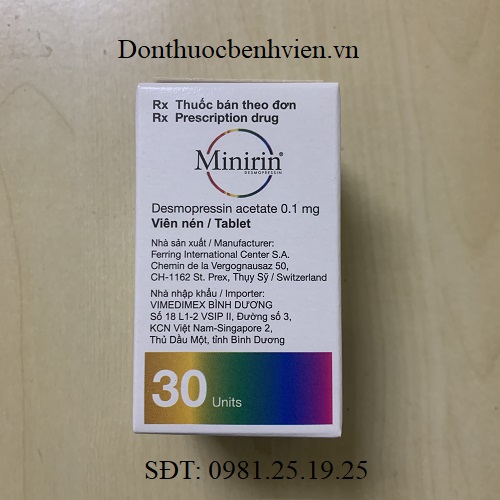 Donthuocbenhvien.vn
Rx Thuốc bán theo đơn
Rx Prescription drug
Minirin®
DESMOPRESSIN
Desmopressin acetate 0.1 mg
Viên nén / Tablet
Nhà sản xuất / Manufacturer:
Ferring International Center S.A.
Chemin de la Vergognausaz 50,
CH-1162 St. Prex, Thụy Sỹ / Switzerland
Nhà nhập khẩu / Importer:
VIMEDIMEX BÌNH DƯƠNG
Số 18 L1-2 VSIP II, Đường số 3,
KCN Việt Nam-Singapore 2,
Thủ Dầu Một, tỉnh Bình Dương
30 Units
SĐT: 0981.25.19.25